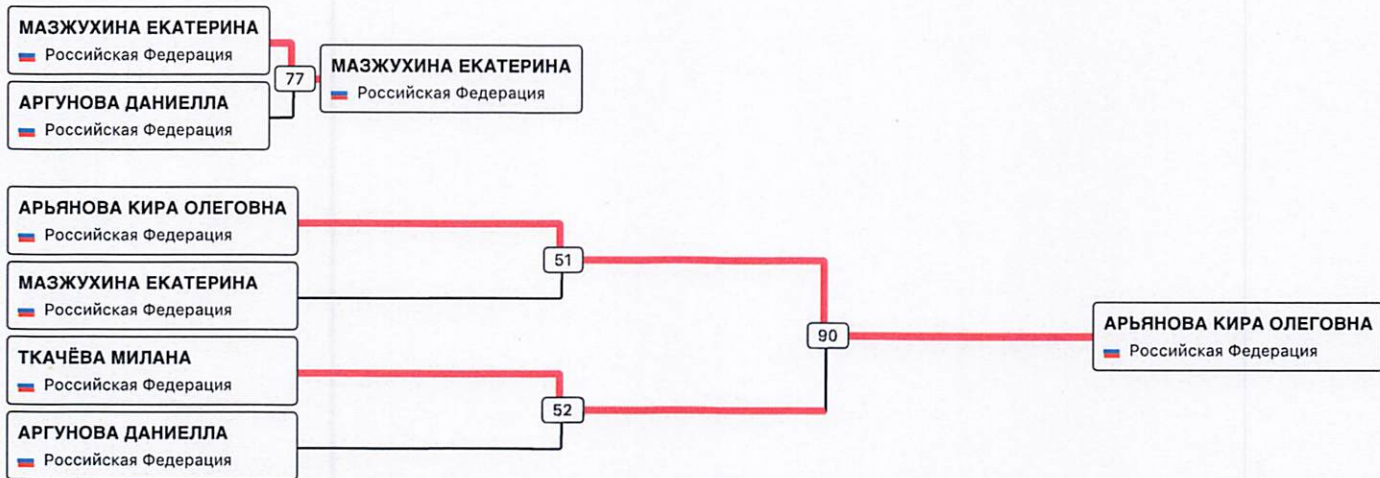 МАЗЖУХИНА ЕКАТЕРИНА
Российская Федерация
77
МАЗЖУХИНА ЕКАТЕРИНА
Российская Федерация
АРГУНОВА ДАНИЕЛЛА
Российская Федерация
АРЬЯНОВА КИРА ОЛЕГОВНА
Российская Федерация
51
МАЗЖУХИНА ЕКАТЕРИНА
Российская Федерация
90
АРЬЯНОВА КИРА ОЛЕГОВНА
Российская Федерация
ТКАЧЁВА МИЛАНА
Российская Федерация
52
АРГУНОВА ДАНИЕЛЛА
Российская Федерация